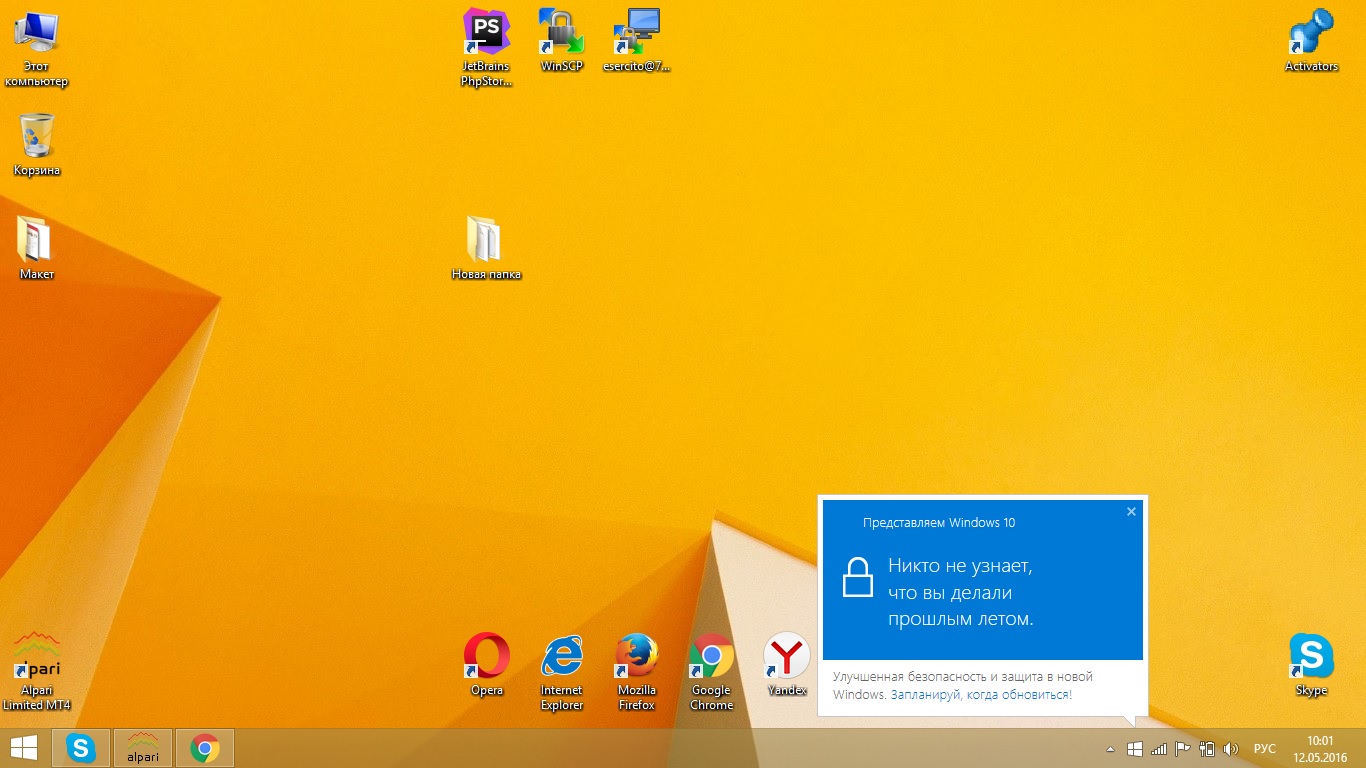 Этот
компьютер
PS
JetBrains
PhpStor...
WinSCP
esercito@7...
Activators
Корзина
Макет
Новая папка
Представляем Windows 10
Никто не узнает,
что вы делали
прошлым летом.
Улучшенная безопасность и защита в новой
Windows. Запланируй, когда обновиться!
alpari
Alpari
Limited MT4
Opera
Internet
Explorer
Mozilla
Firefox
Google
Chrome
Yandex
Skype
alpari
РУС
10:01
12.05.2016